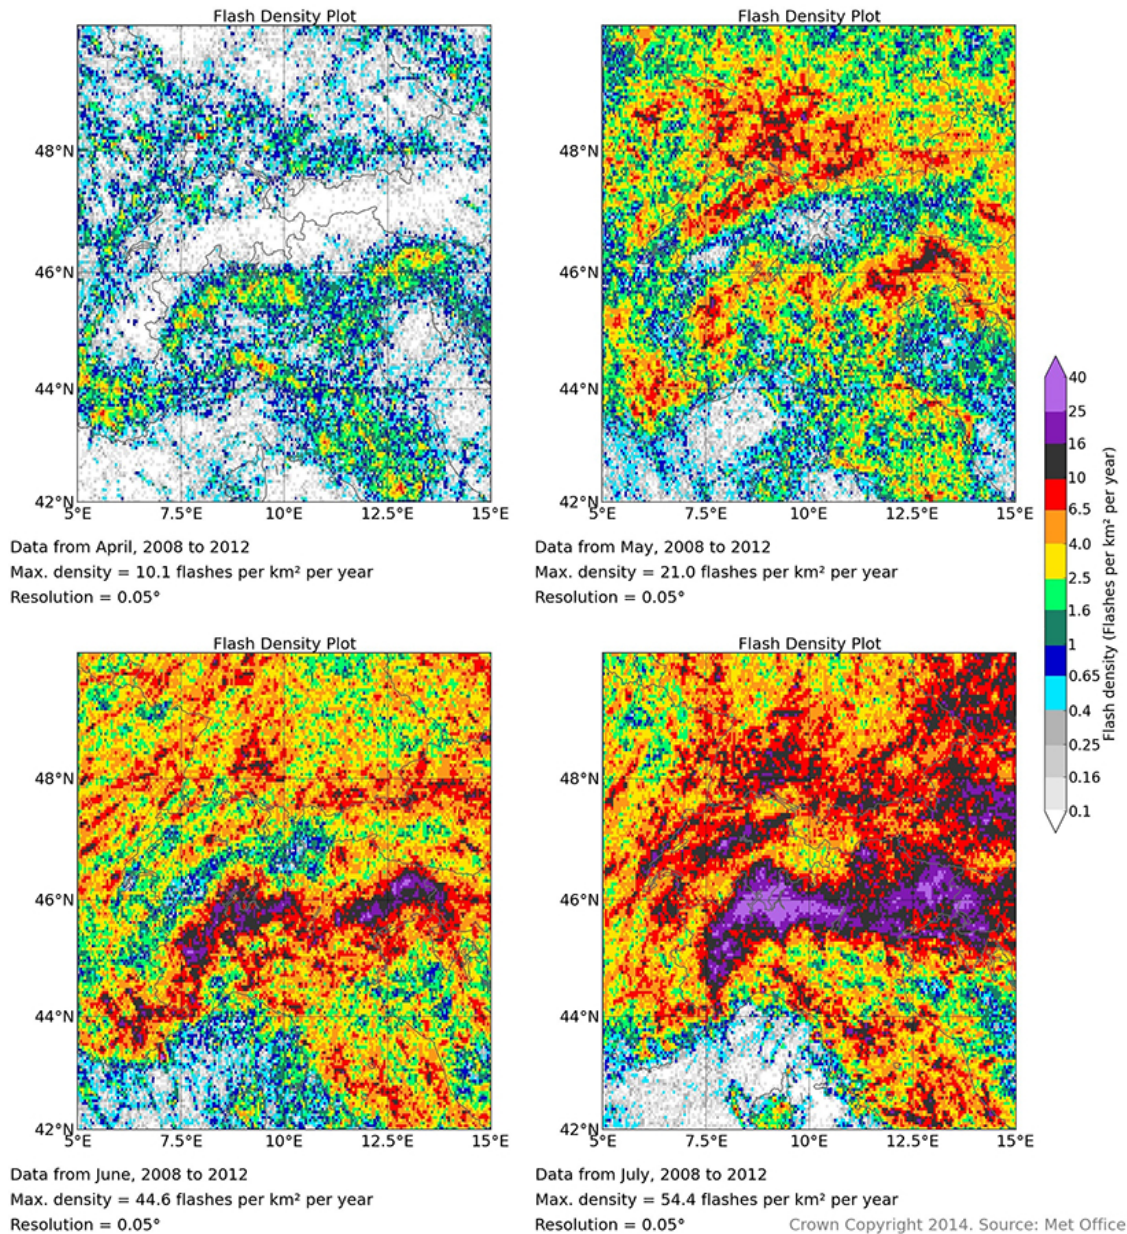 Flash Density Plot
48°N
46°N
44°N
42°N
5°E 7.5°E 10°E 12.5°E 15°E
Data from April, 2008 to 2012
Max. density = 10.1 flashes per km² per year
Resolution = 0.05°
Flash Density Plot
48°N
46°N
44°N
42°N
5°E 7.5°E 10°E 12.5°E 15°E
Data from May, 2008 to 2012
Max. density = 21.0 flashes per km² per year
Resolution = 0.05°
40
25
16
10
6.5
4.0
2.5
1.6
1
0.65
0.4
0.25
0.16
0.1
Flash density (Flashes per km² per year)
Flash Density Plot
48°N
46°N
44°N
42°N
5°E 7.5°E 10°E 12.5°E 15°E
Data from June, 2008 to 2012
Max. density = 44.6 flashes per km² per year
Resolution = 0.05°
Flash Density Plot
48°N
46°N
44°N
42°N
5°E 7.5°E 10°E 12.5°E 15°E
Data from July, 2008 to 2012
Max. density = 54.4 flashes per km² per year
Resolution = 0.05°
Crown Copyright 2014. Source: Met Office